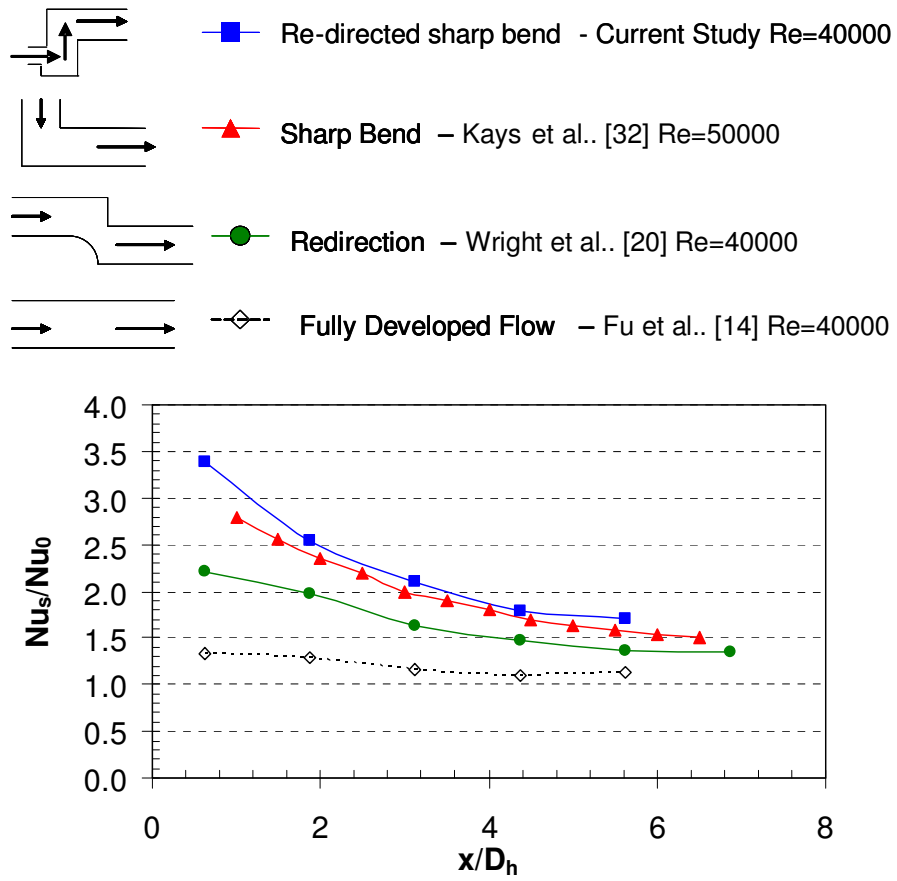 Re-directed sharp bend - Current Study Re=40000
Sharp Bend – Kays et al.. [32] Re=50000
Redirection – Wright et al.. [20] Re=40000
Fully Developed Flow – Fu et al.. [14] Re=40000
4.0
3.5
3.0
2.5
2.0
1.5
1.0
0.5
0.0
Nus/Nu0
0 2 4 6 8
x/Dh